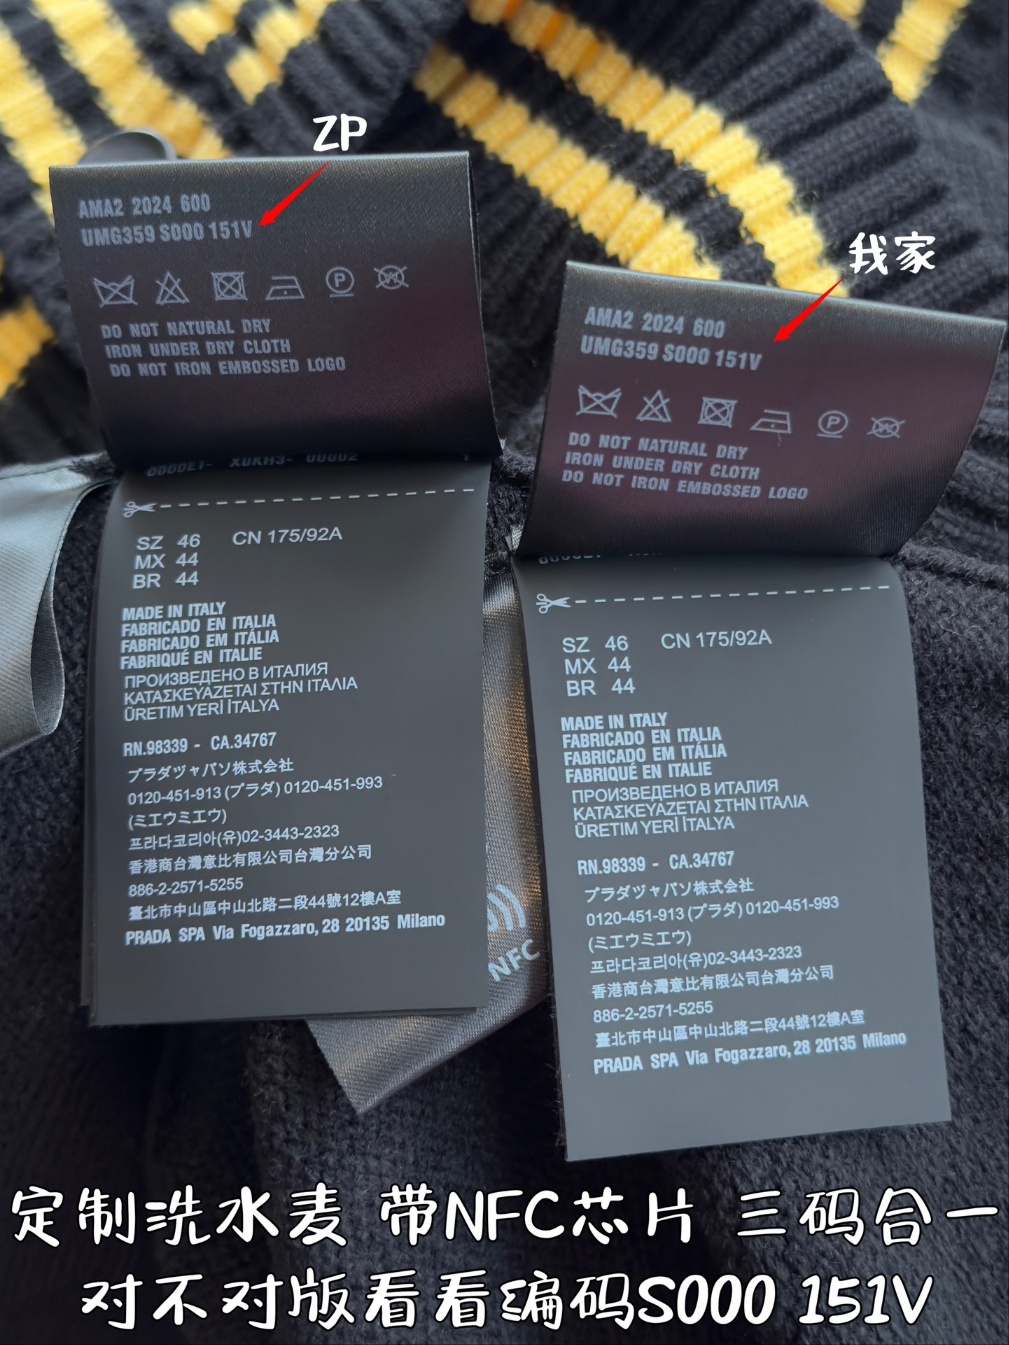 ZP
AMA2 2024 600
UMG359 S000 151V
DO NOT NATURAL DRY
IRON UNDER DRY CLOTH
DO NOT IRON EMBOSSED LOGO
SZ 46 CN 175/92A
MX 44
BR 44
MADE IN ITALY
FABRICADO EN ITALIA
FABRICADO EM ITÁLIA
FABRIQUÉ EN ITALIE
ПРОИЗВЕДЕНО В ИТАЛИЯ
ΚΑΤΑΣΚΕYΑΖΕΤΑΙ ΣΤΗΝ ΙΤΑΛΙΑ
ÜRETIM YERİ İTALYA
RN.98339 - CA.34767
プラダジャパン株式会社
0120-451-913 (プラダ) 0120-451-993
(ミエウミエウ)
프라다코리아(유)02-3443-2323
香港商台灣意比有限公司台灣分公司
886-2-2571-5255
臺北市中山區中山北路二段44號12樓A室
PRADA SPA Via Fogazzaro, 28 20135 Milano
我家
AMA2 2024 600
UMG359 S000 151V
P
DO NOT NATURAL DRY
IRON UNDER DRY CLOTH
DO NOT IRON EMBOSSED LOGO
SZ 46 CN 175/92A
MX 44
BR 44
MADE IN ITALY
FABRICADO EN ITALIA
FABRICADO EM ITÁLIA
FABRIQUÉ EN ITALIE
ПРОИЗВЕДЕНО В ИТАЛИЯ
ΚΑΤΑΣΚΕYΑΖΕΤΑΙ ΣΤΗΝ ΙΤΑΛΙΑ
ÜRETIM YERİ İTALYA
RN.98339 - CA.34767
プラダジャパン株式会社
0120-451-913 (プラダ) 0120-451-993
(ミエウミエウ)
프라다코리아(유)02-3443-2323
香港商台灣意比有限公司台灣分公司
886-2-2571-5255
臺北市中山區中山北路二段44號12樓A室
PRADA SPA Via Fogazzaro, 28 20135 Milano
NFC
定制洗水麦 带NFC芯片 三码合一
对不对版看看编码S000 151V